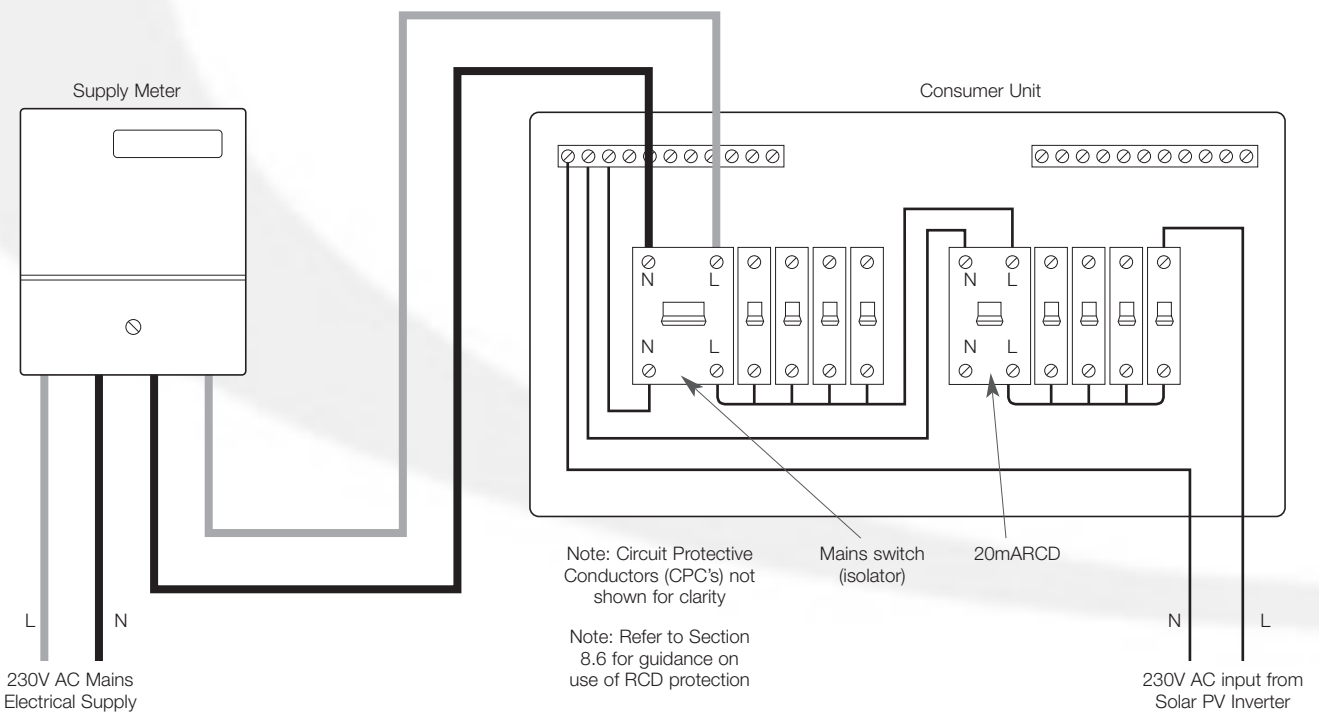 Supply Meter
Consumer Unit
N L
N L
N L
N L
Note: Circuit Protective
Conductors (CPC's) not
shown for clarity
Note: Refer to Section
8.6 for guidance on
use of RCD protection
Mains switch
(isolator)
20mARCD
L N
230V AC Mains
Electrical Supply
N L
230V AC input from
Solar PV Inverter